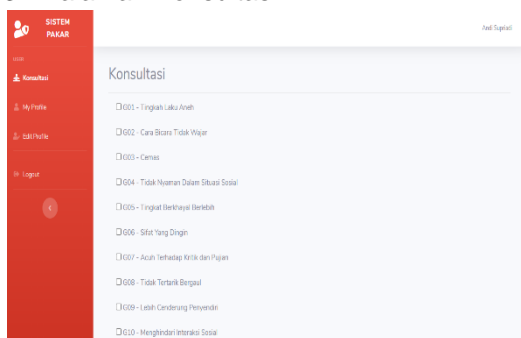 SISTEM
PAKAR
Andi Supriati
USER
Konsultasi
My Profile
Edit Profile
Logout
Konsultasi
G01 - Tingkah Laku Aneh
G02 - Cara Bicara Tidak Wajar
G03 - Cemas
G04 - Tidak Nyaman Dalam Situasi Sosial
G05 - Tingkat Berkhayal Berlebih
G06 - Sifat Yang Dingin
G07 - Acuh Terhadap Kritik dan Pujian
G08 - Tidak Tertarik Bergaul
G09 - Lebih Cenderung Penyendiri
G10 - Menghindari Interaksi Sosial